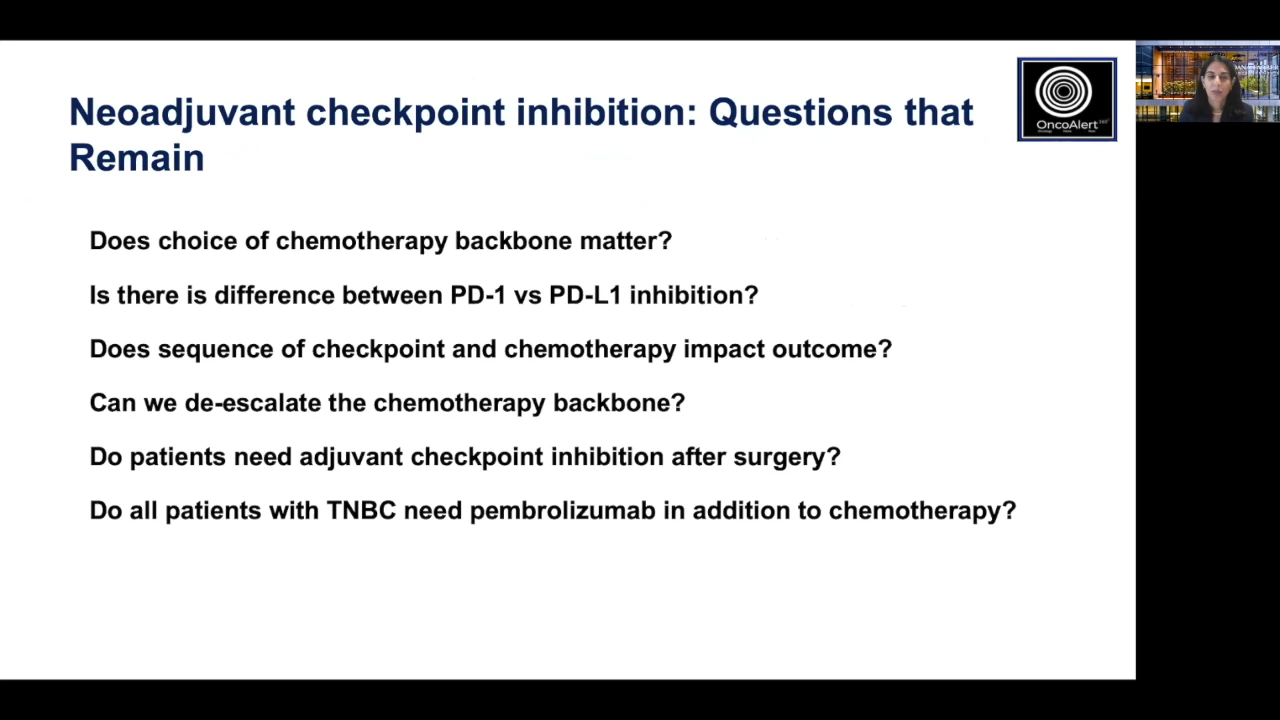 Neoadjuvant checkpoint inhibition: Questions that
Remain
OncoAlert
Does choice of chemotherapy backbone matter?
Is there is difference between PD-1 vs PD-L1 inhibition?
Does sequence of checkpoint and chemotherapy impact outcome?
Can we de-escalate the chemotherapy backbone?
Do patients need adjuvant checkpoint inhibition after surgery?
Do all patients with TNBC need pembrolizumab in addition to chemotherapy?